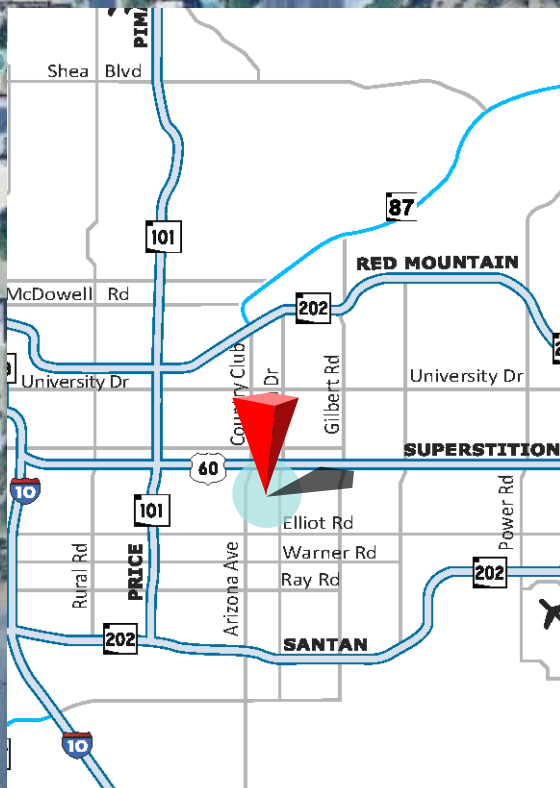 PIMA
Shea Blvd
87
101
RED MOUNTAIN
McDowell Rd
202
Country Club
Dr
Gilbert Rd
University Dr
University Dr
SUPERSTITION
60
10
101
Power Rd
Elliot Rd
Warner Rd
Ray Rd
Rural Rd
PRICE
Arizona Ave
202
202
SANTAN
10